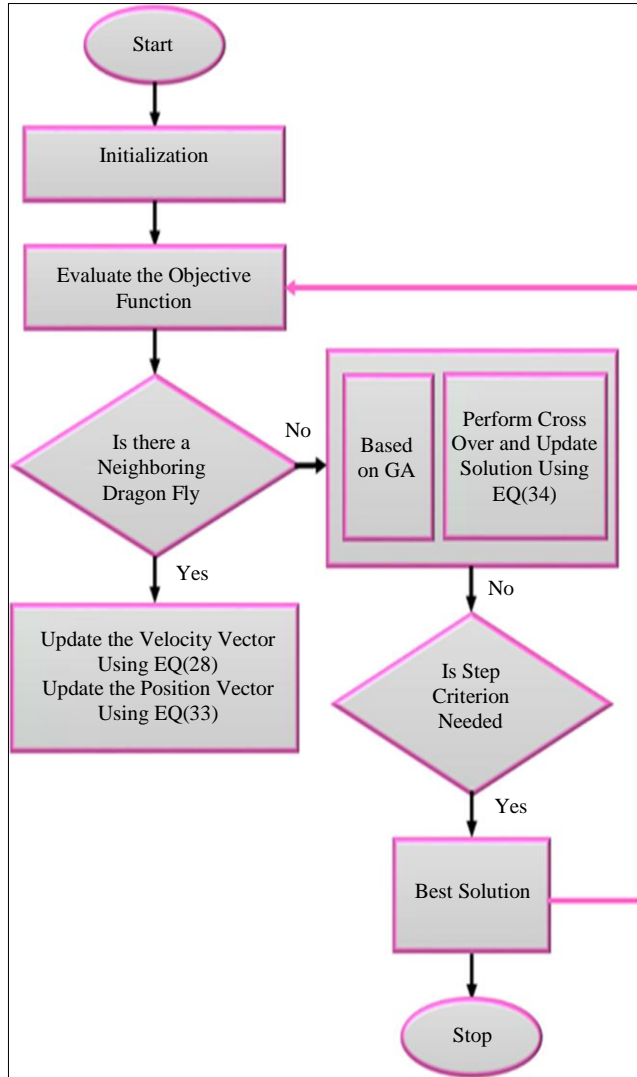 Start
Initialization
Evaluate the Objective
Function
Is there a
Neighboring
Dragon Fly
No
Based
on GA
Perform Cross
Over and Update
Solution Using
EQ(34)
Yes
No
Update the Velocity Vector
Using EQ(28)
Update the Position Vector
Using EQ(33)
Is Step
Criterion
Needed
Yes
Best Solution
Stop